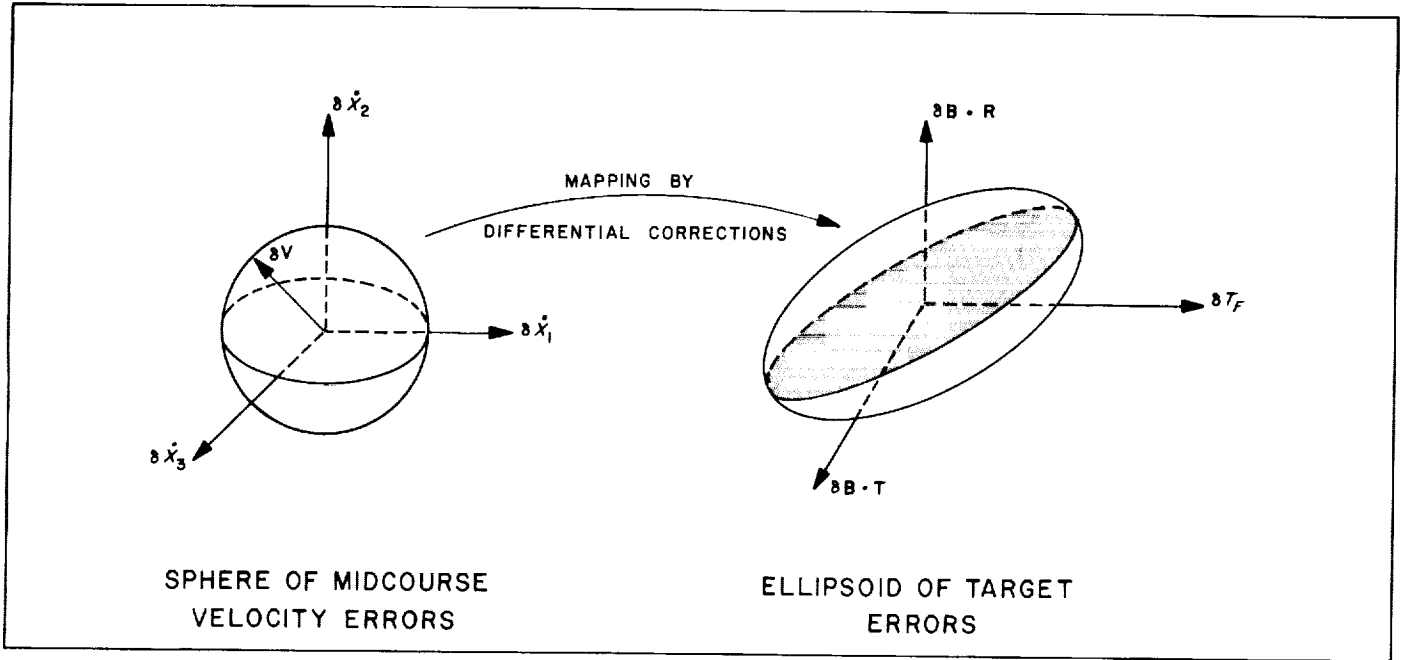 δẊ₂
δV
δẊ₁
δẊ₃
MAPPING BY
DIFFERENTIAL CORRECTIONS
δB • R
δT_F
δB • T
SPHERE OF MIDCOURSE
VELOCITY ERRORS
ELLIPSOID OF TARGET
ERRORS